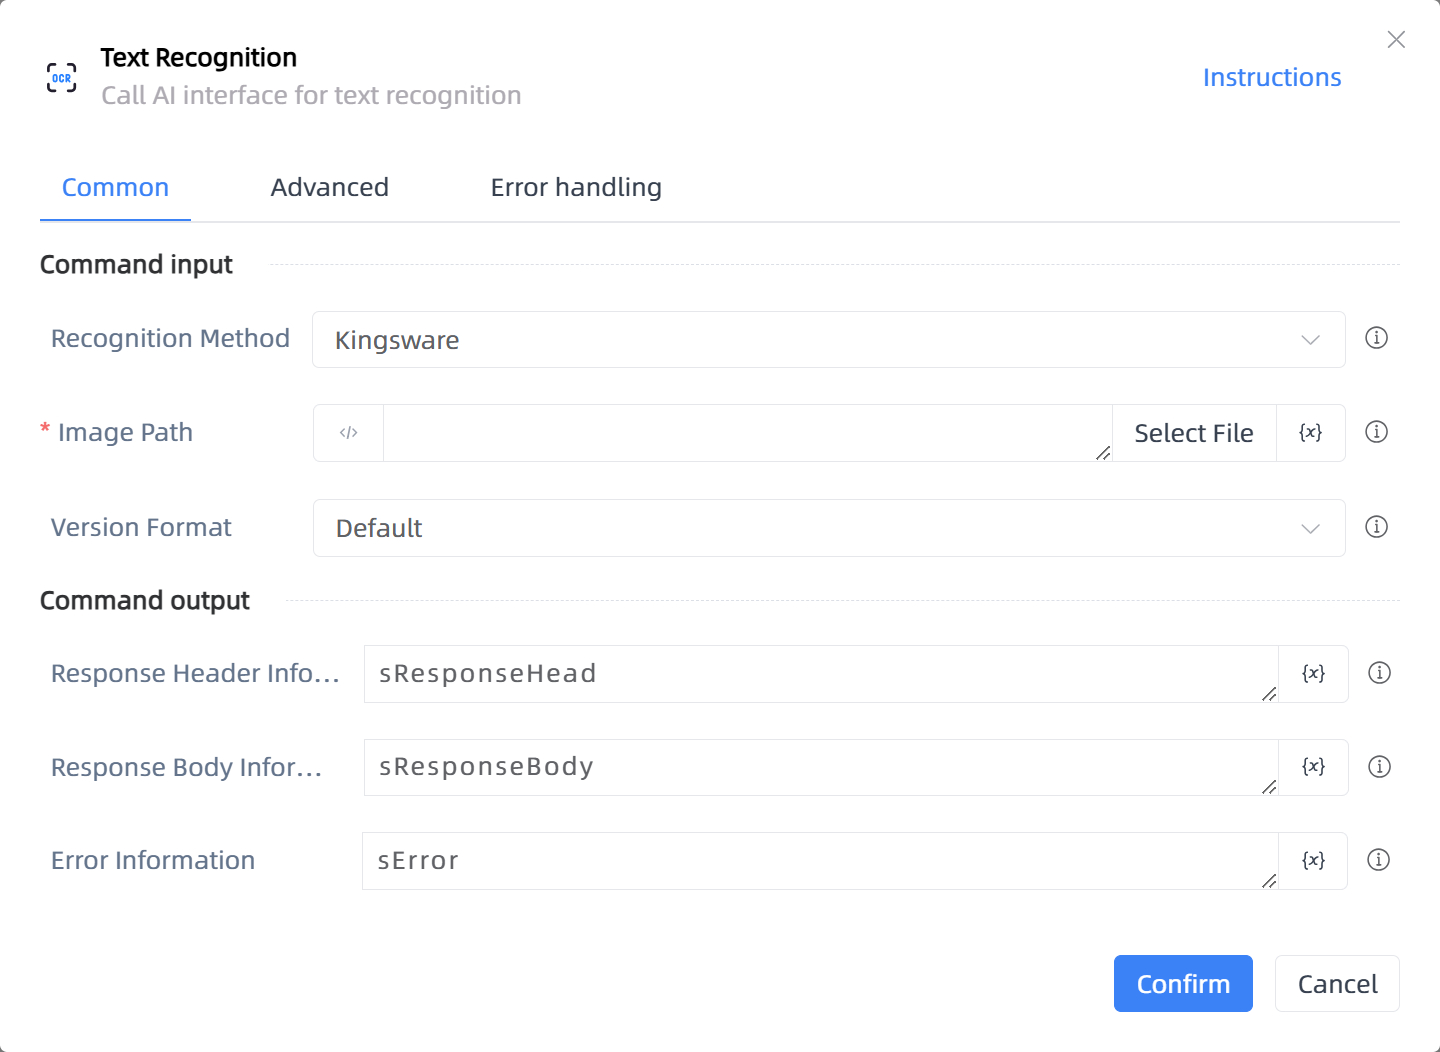 OCR
Text Recognition
Call AI interface for text recognition
Instructions
Common Advanced Error handling
Command input
Recognition Method Kingsware
* Image Path </> Select File {x}
Version Format Default
Command output
Response Header Info... sResponseHead {x}
Response Body Infor... sResponseBody {x}
Error Information sError {x}
Confirm Cancel